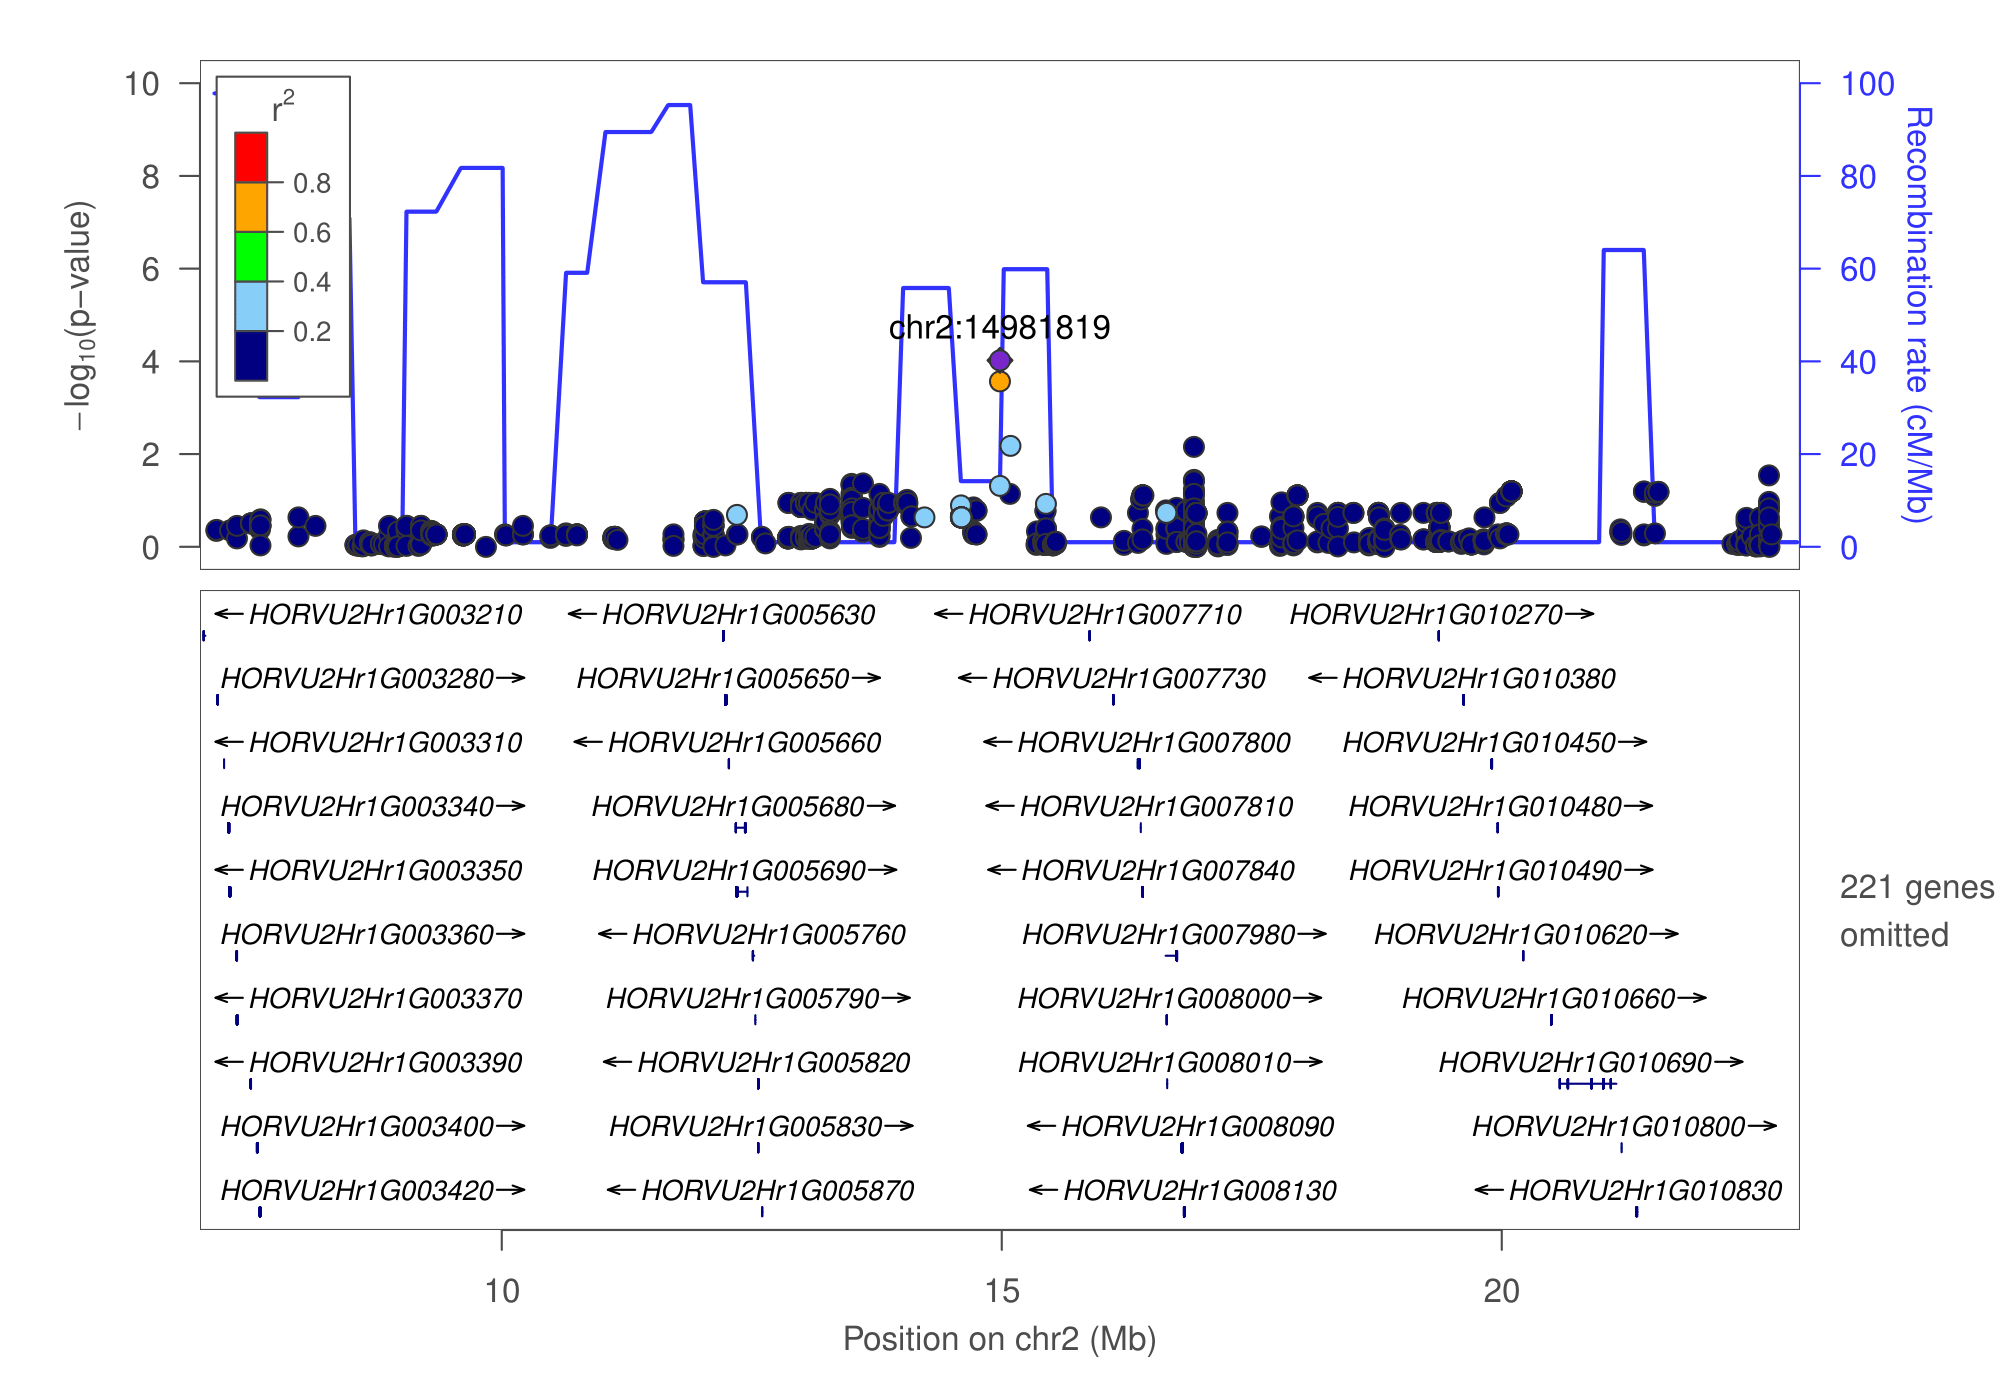 r2
0.8
0.6
0.4
0.2
chr2:14981819
10
8
6
4
2
0
−log10(p−value)
100
80
60
40
20
0
Recombination rate (cM/Mb)
HORVU2Hr1G003210 HORVU2Hr1G005630 HORVU2Hr1G007710 HORVU2Hr1G010270
HORVU2Hr1G003280 HORVU2Hr1G005650 HORVU2Hr1G007730 HORVU2Hr1G010380
HORVU2Hr1G003310 HORVU2Hr1G005660 HORVU2Hr1G007800 HORVU2Hr1G010450
HORVU2Hr1G003340 HORVU2Hr1G005680 HORVU2Hr1G007810 HORVU2Hr1G010480
HORVU2Hr1G003350 HORVU2Hr1G005690 HORVU2Hr1G007840 HORVU2Hr1G010490
HORVU2Hr1G003360 HORVU2Hr1G005760 HORVU2Hr1G007980 HORVU2Hr1G010620
HORVU2Hr1G003370 HORVU2Hr1G005790 HORVU2Hr1G008000 HORVU2Hr1G010660
HORVU2Hr1G003390 HORVU2Hr1G005820 HORVU2Hr1G008010 HORVU2Hr1G010690
HORVU2Hr1G003400 HORVU2Hr1G005830 HORVU2Hr1G008090 HORVU2Hr1G010800
HORVU2Hr1G003420 HORVU2Hr1G005870 HORVU2Hr1G008130 HORVU2Hr1G010830
221 genes
omitted
10 15 20
Position on chr2 (Mb)